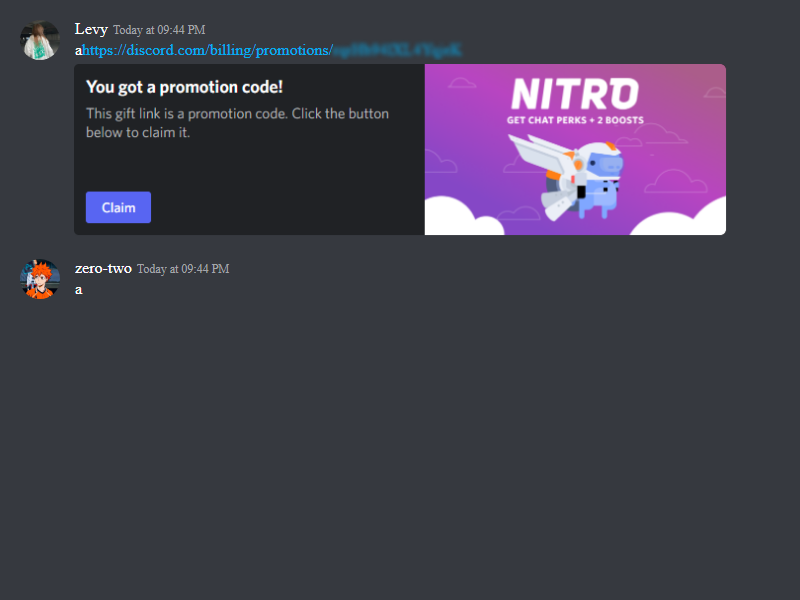 Levy Today at 09:44 PM
ahttps://discord.com/billing/promotions/
You got a promotion code!
This gift link is a promotion code. Click the button
below to claim it.
Claim
NITRO
GET CHAT PERKS + 2 BOOSTS
zero-two Today at 09:44 PM
a